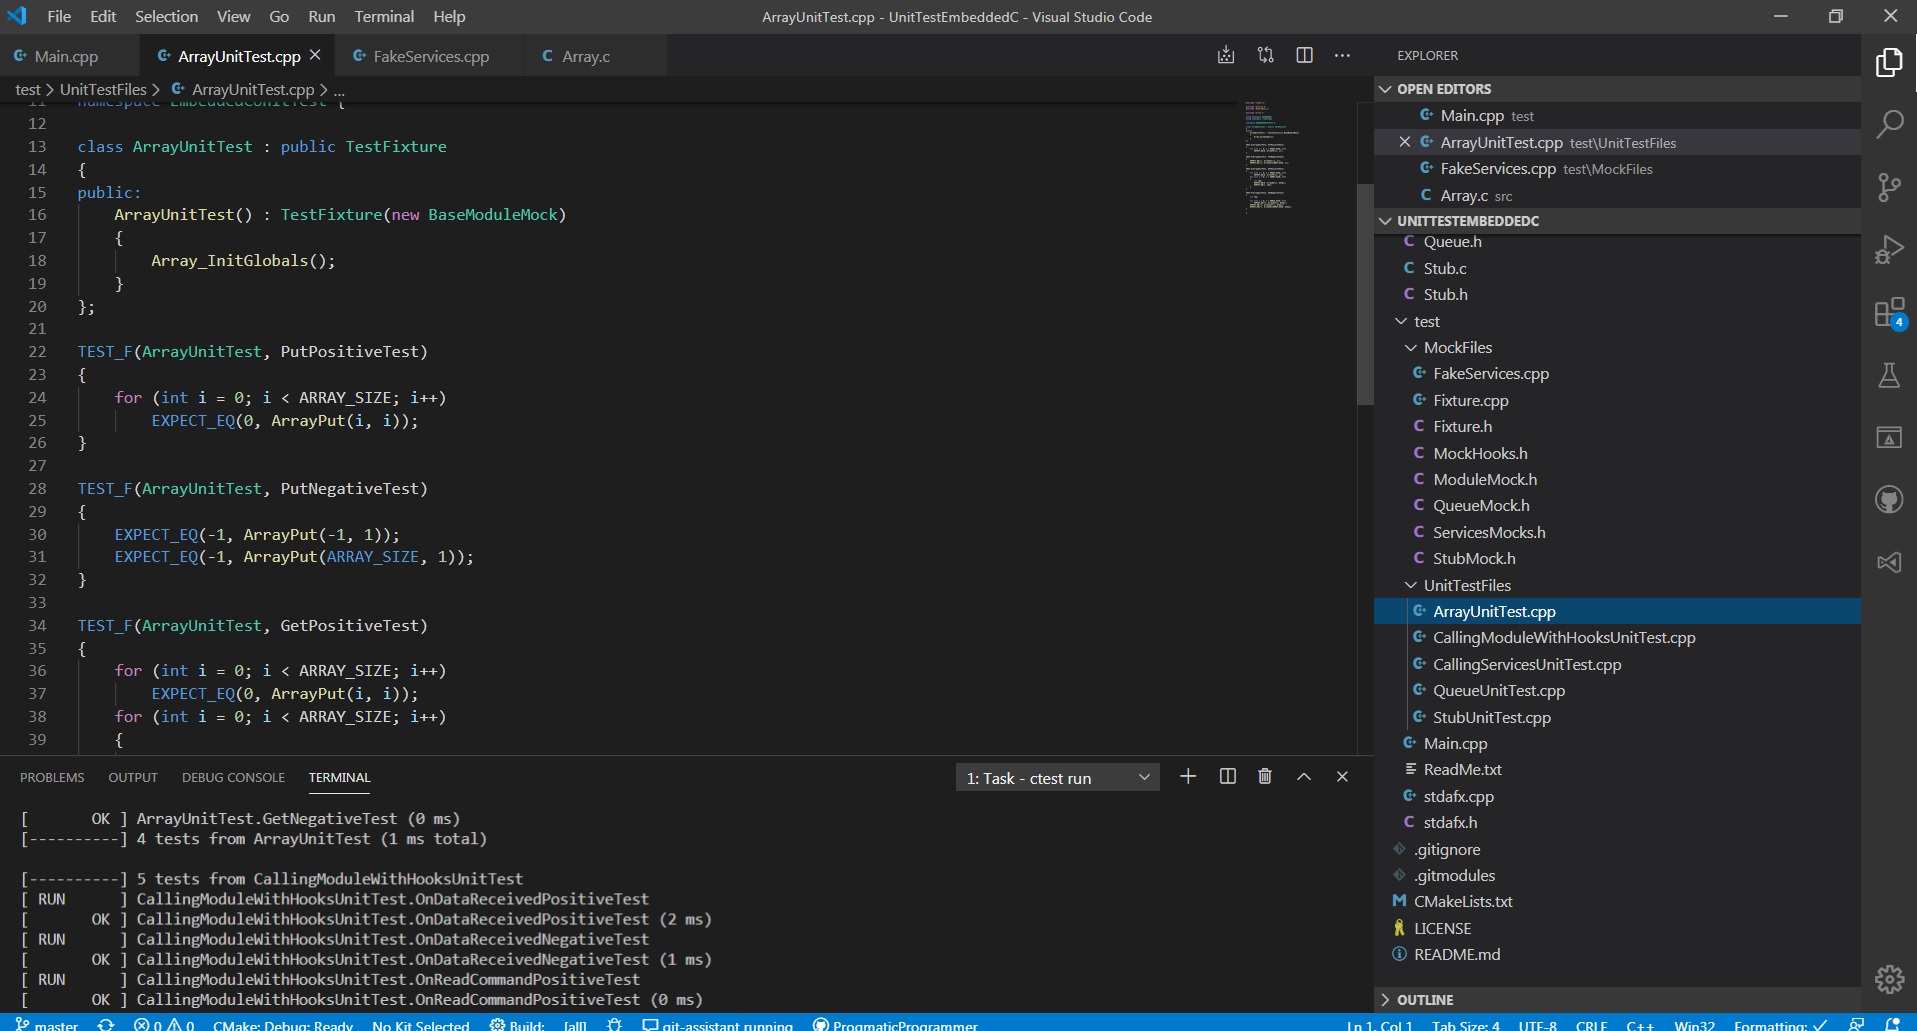 File Edit Selection View Go Run Terminal Help
ArrayUnitTest.cpp - UnitTestEmbeddedC - Visual Studio Code
Main.cpp
ArrayUnitTest.cpp
FakeServices.cpp
Array.c
test > UnitTestFiles > ArrayUnitTest.cpp > ...
11 namespace EmbeddedCUnitTest {
12
13 class ArrayUnitTest : public TestFixture
14 {
15 public:
16 ArrayUnitTest() : TestFixture(new BaseModuleMock)
17 {
18 Array_InitGlobals();
19 }
20 };
21
22 TEST_F(ArrayUnitTest, PutPositiveTest)
23 {
24 for (int i = 0; i < ARRAY_SIZE; i++)
25 EXPECT_EQ(0, ArrayPut(i, i));
26 }
27
28 TEST_F(ArrayUnitTest, PutNegativeTest)
29 {
30 EXPECT_EQ(-1, ArrayPut(-1, 1));
31 EXPECT_EQ(-1, ArrayPut(ARRAY_SIZE, 1));
32 }
33
34 TEST_F(ArrayUnitTest, GetPositiveTest)
35 {
36 for (int i = 0; i < ARRAY_SIZE; i++)
37 EXPECT_EQ(0, ArrayPut(i, i));
38 for (int i = 0; i < ARRAY_SIZE; i++)
39 {
PROBLEMS OUTPUT DEBUG CONSOLE TERMINAL
1: Task - ctest run
[       OK ] ArrayUnitTest.GetNegativeTest (0 ms)
[----------] 4 tests from ArrayUnitTest (1 ms total)
[----------] 5 tests from CallingModuleWithHooksUnitTest
[ RUN      ] CallingModuleWithHooksUnitTest.OnDataReceivedPositiveTest
[       OK ] CallingModuleWithHooksUnitTest.OnDataReceivedPositiveTest (2 ms)
[ RUN      ] CallingModuleWithHooksUnitTest.OnDataReceivedNegativeTest
[       OK ] CallingModuleWithHooksUnitTest.OnDataReceivedNegativeTest (1 ms)
[ RUN      ] CallingModuleWithHooksUnitTest.OnReadCommandPositiveTest
[       OK ] CallingModuleWithHooksUnitTest.OnReadCommandPositiveTest (0 ms)
EXPLORER
OPEN EDITORS
Main.cpp test
ArrayUnitTest.cpp test\UnitTestFiles
FakeServices.cpp test\MockFiles
Array.c src
UNITTESTEMBEDDEDC
Queue.h
Stub.c
Stub.h
test
MockFiles
FakeServices.cpp
Fixture.cpp
Fixture.h
MockHooks.h
ModuleMock.h
QueueMock.h
ServicesMocks.h
StubMock.h
UnitTestFiles
ArrayUnitTest.cpp
CallingModuleWithHooksUnitTest.cpp
CallingServicesUnitTest.cpp
QueueUnitTest.cpp
StubUnitTest.cpp
Main.cpp
ReadMe.txt
stdafx.cpp
stdafx.h
.gitignore
.gitmodules
CMakeLists.txt
LICENSE
README.md
OUTLINE
4
master 0 0 CMake: Debug: Ready No Kit Selected Build: [all] git-assistant running ProgmaticProgrammer Ln 1, Col 1 Tab Size: 4 UTF-8 CRLF C++ Win32 Formatting: ✓